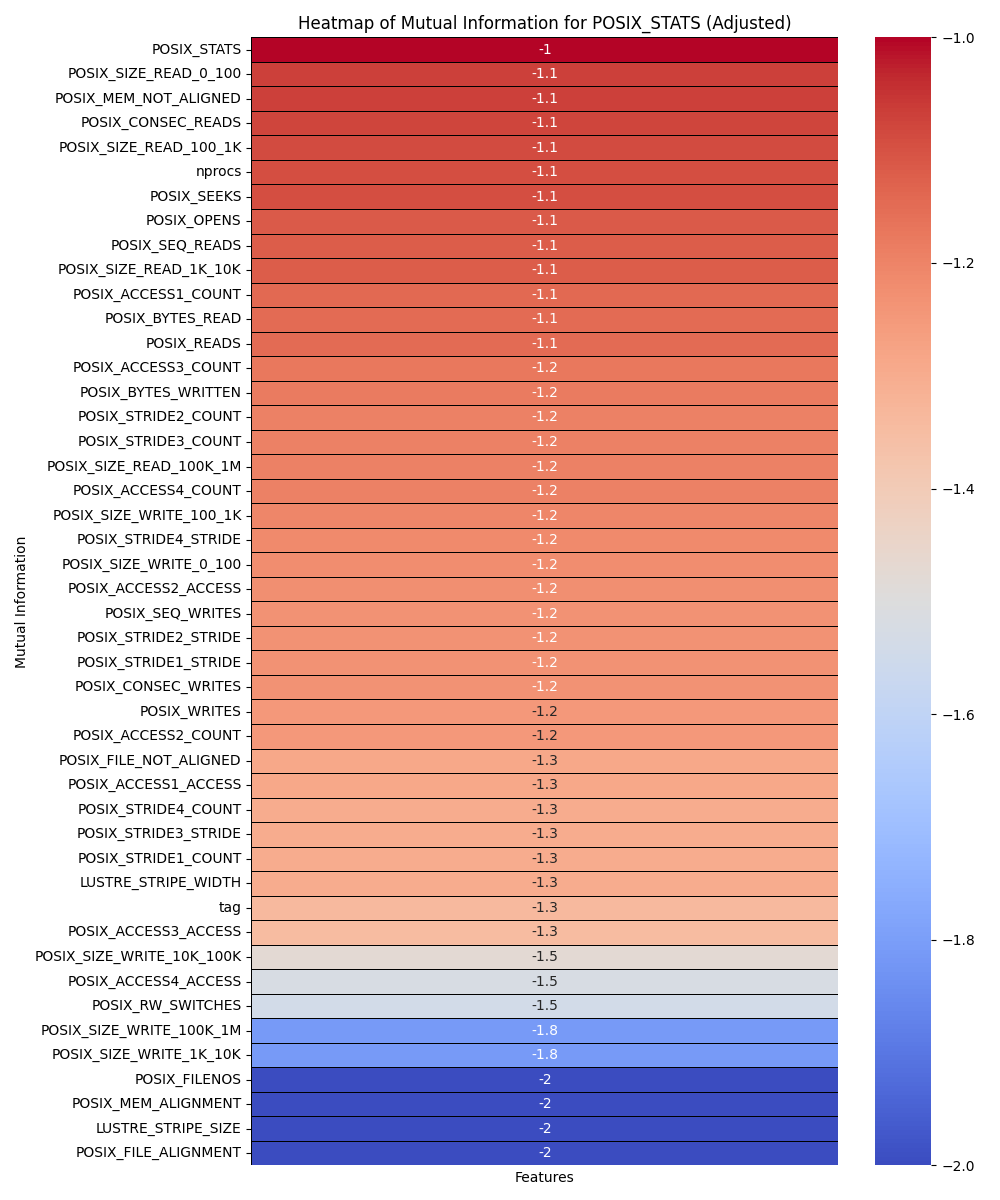 Heatmap of Mutual Information for POSIX_STATS (Adjusted)
POSIX_STATS -1
POSIX_SIZE_READ_0_100 -1.1
POSIX_MEM_NOT_ALIGNED -1.1
POSIX_CONSEC_READS -1.1
POSIX_SIZE_READ_100_1K -1.1
nprocs -1.1
POSIX_SEEKS -1.1
POSIX_OPENS -1.1
POSIX_SEQ_READS -1.1
POSIX_SIZE_READ_1K_10K -1.1
POSIX_ACCESS1_COUNT -1.1
POSIX_BYTES_READ -1.1
POSIX_READS -1.1
POSIX_ACCESS3_COUNT -1.2
POSIX_BYTES_WRITTEN -1.2
POSIX_STRIDE2_COUNT -1.2
POSIX_STRIDE3_COUNT -1.2
POSIX_SIZE_READ_100K_1M -1.2
POSIX_ACCESS4_COUNT -1.2
POSIX_SIZE_WRITE_100_1K -1.2
POSIX_STRIDE4_STRIDE -1.2
POSIX_SIZE_WRITE_0_100 -1.2
POSIX_ACCESS2_ACCESS -1.2
POSIX_SEQ_WRITES -1.2
POSIX_STRIDE2_STRIDE -1.2
POSIX_STRIDE1_STRIDE -1.2
POSIX_CONSEC_WRITES -1.2
POSIX_WRITES -1.2
POSIX_ACCESS2_COUNT -1.2
POSIX_FILE_NOT_ALIGNED -1.3
POSIX_ACCESS1_ACCESS -1.3
POSIX_STRIDE4_COUNT -1.3
POSIX_STRIDE3_STRIDE -1.3
POSIX_STRIDE1_COUNT -1.3
LUSTRE_STRIPE_WIDTH -1.3
tag -1.3
POSIX_ACCESS3_ACCESS -1.3
POSIX_SIZE_WRITE_10K_100K -1.5
POSIX_ACCESS4_ACCESS -1.5
POSIX_RW_SWITCHES -1.5
POSIX_SIZE_WRITE_100K_1M -1.8
POSIX_SIZE_WRITE_1K_10K -1.8
POSIX_FILENOS -2
POSIX_MEM_ALIGNMENT -2
LUSTRE_STRIPE_SIZE -2
POSIX_FILE_ALIGNMENT -2
Mutual Information
Features
−1.0
−1.2
−1.4
−1.6
−1.8
−2.0